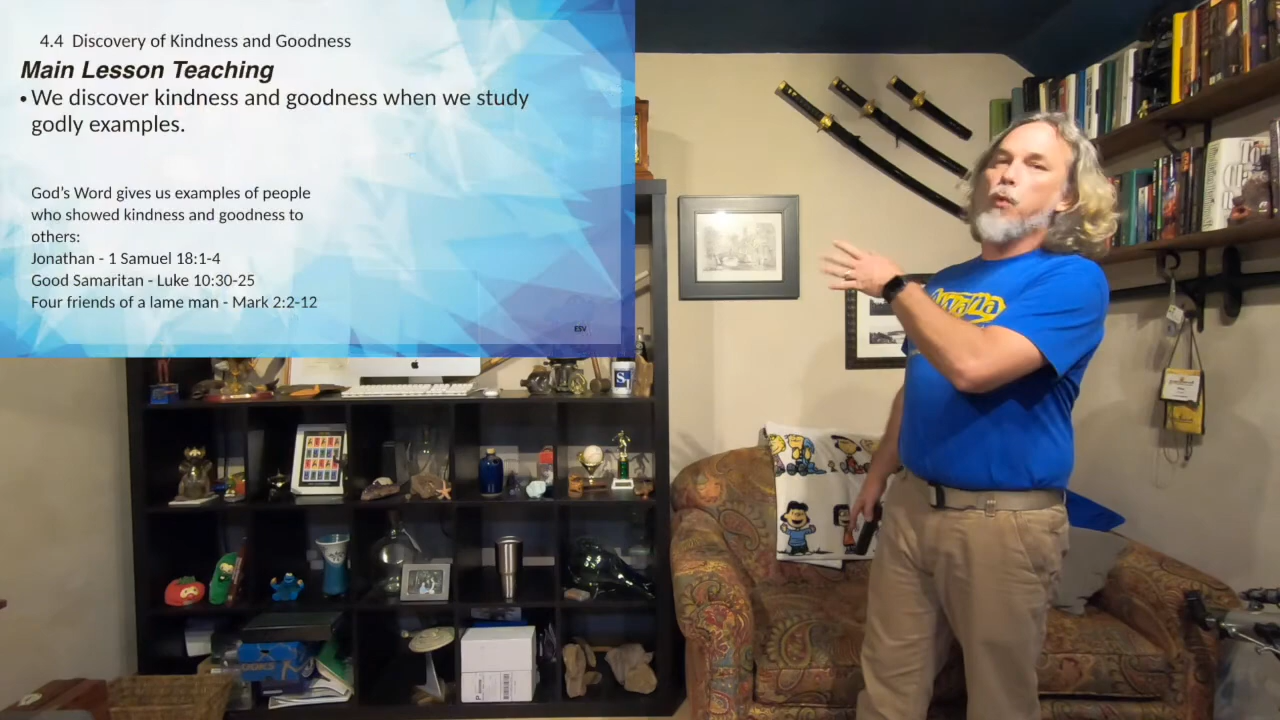 4.4 Discovery of Kindness and Goodness
Main Lesson Teaching
• We discover kindness and goodness when we study
godly examples.
God's Word gives us examples of people
who showed kindness and goodness to
others:
Jonathan - 1 Samuel 18:1-4
Good Samaritan - Luke 10:30-25
Four friends of a lame man - Mark 2:2-12
ESV